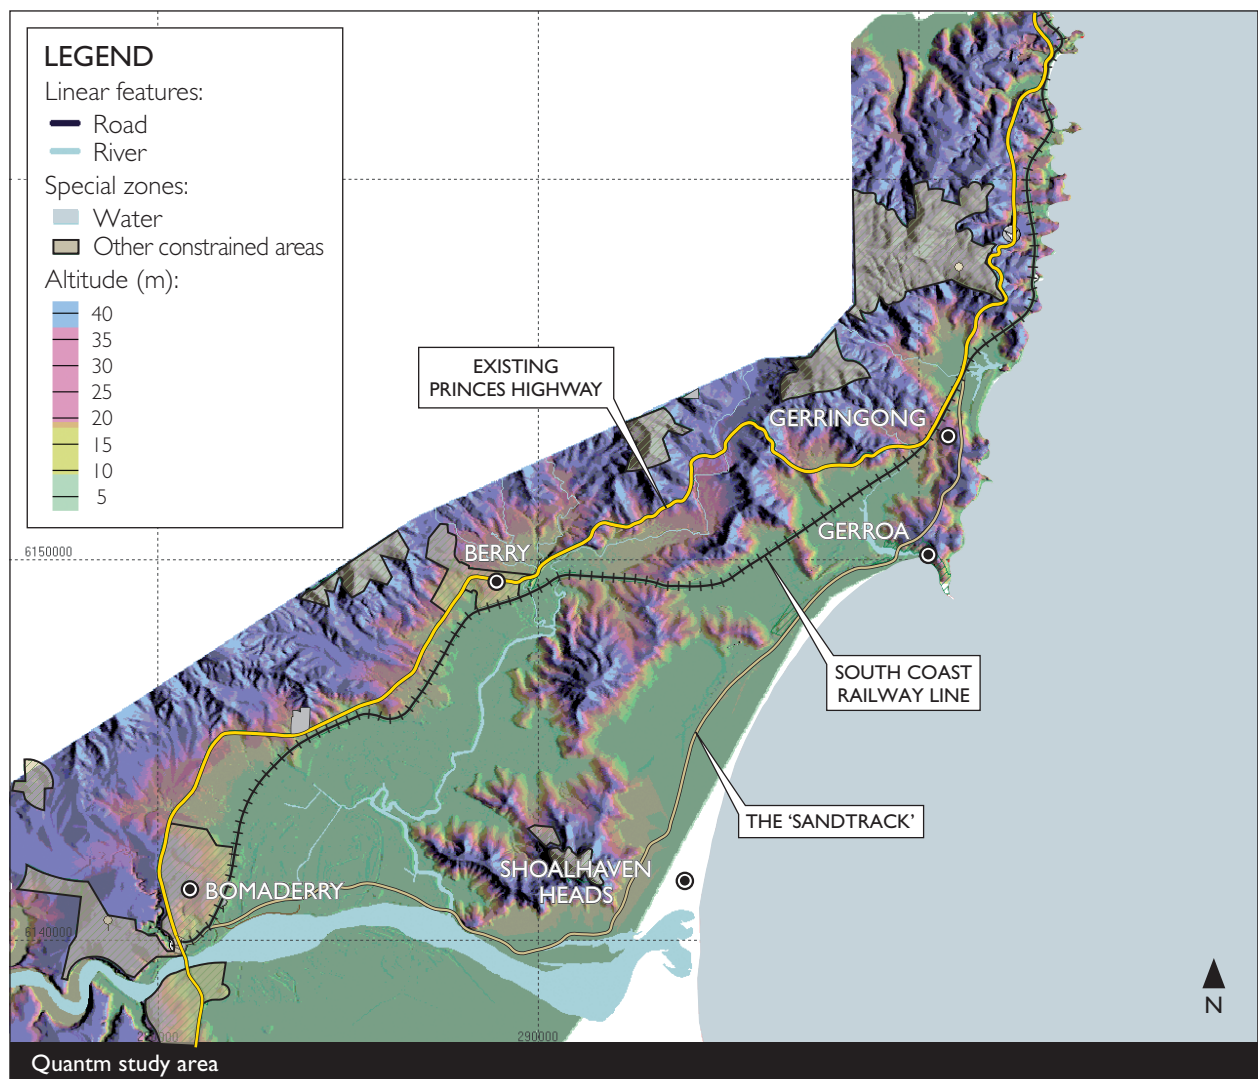 LEGEND
Linear features:
Road
River
Special zones:
Water
Other constrained areas
Altitude (m):
40
35
30
25
20
15
10
5
EXISTING
PRINCES HIGHWAY
GERRINGONG
GERROA
6150000
BERRY
SOUTH COAST
RAILWAY LINE
THE ‘SANDTRACK’
SHOALHAVEN
HEADS
BOMADERRY
6140000
290000
N
Quantm study area